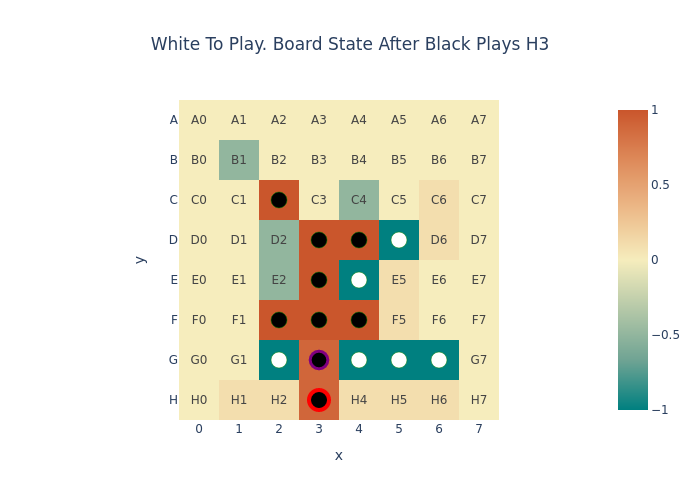 White To Play. Board State After Black Plays H3
A A0 A1 A2 A3 A4 A5 A6 A7
B B0 B1 B2 B3 B4 B5 B6 B7
C C0 C1 C3 C4 C5 C6 C7
D D0 D1 D2 D6 D7
E E0 E1 E2 E5 E6 E7
F F0 F1 F5 F6 F7
G G0 G1 G7
H H0 H1 H2 H4 H5 H6 H7
0 1 2 3 4 5 6 7
x
y
1
0.5
0
−0.5
−1